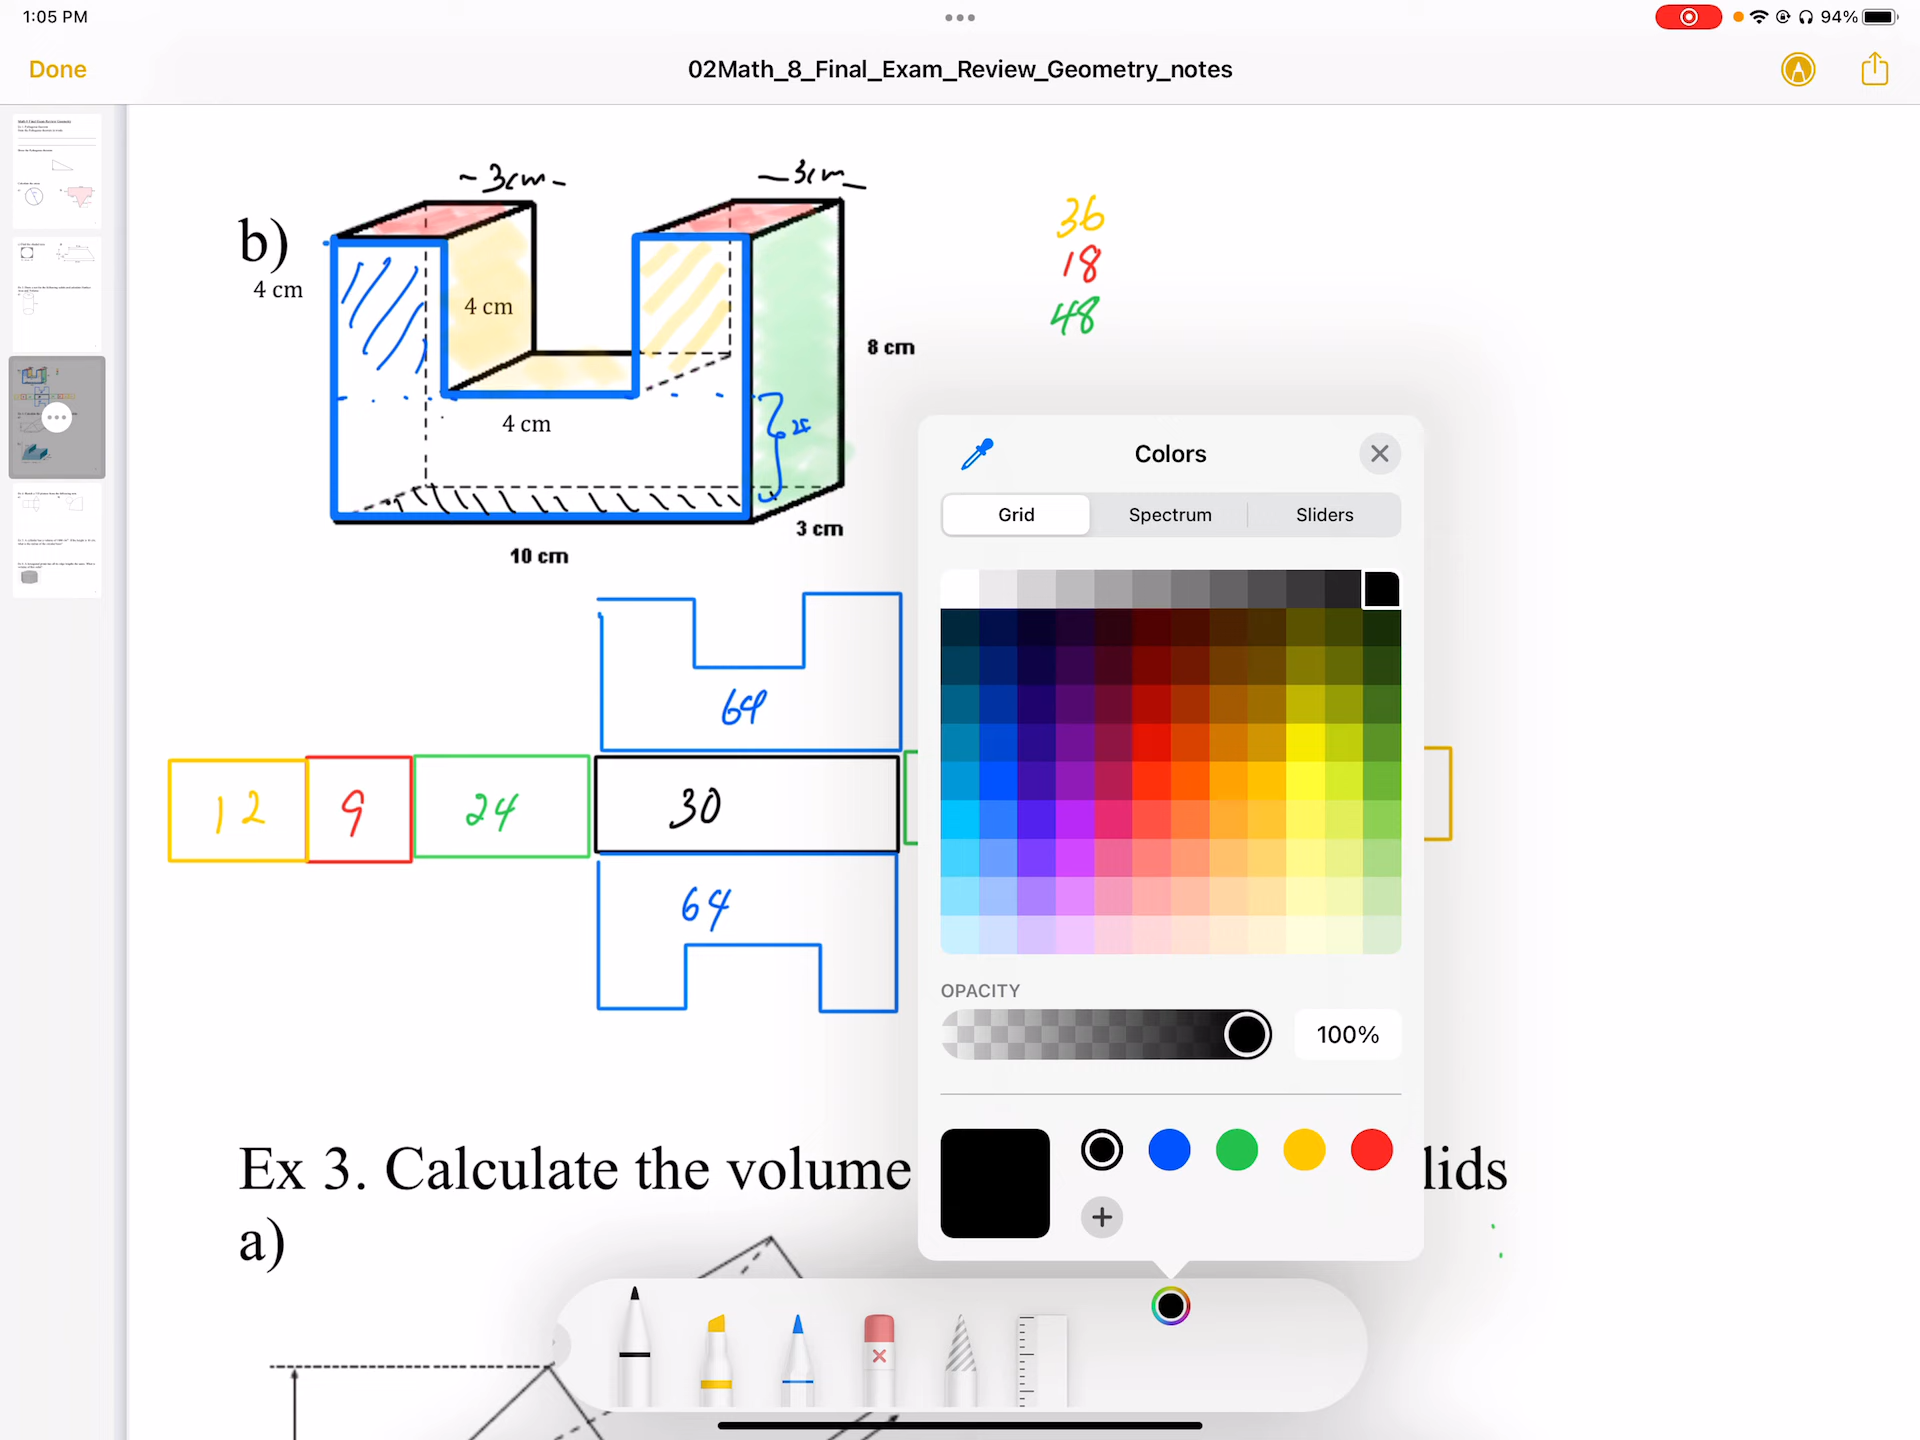 1:05 PM
94%
Done
02Math_8_Final_Exam_Review_Geometry_notes
~3cm-
-3cm-
b)
4 cm
4 cm
4 cm
8 cm
3 cm
10 cm
36
18
48
64
12
9
24
30
64
Colors
Grid
Spectrum
Sliders
OPACITY
100%
Ex 3. Calculate the volume
lids
a)